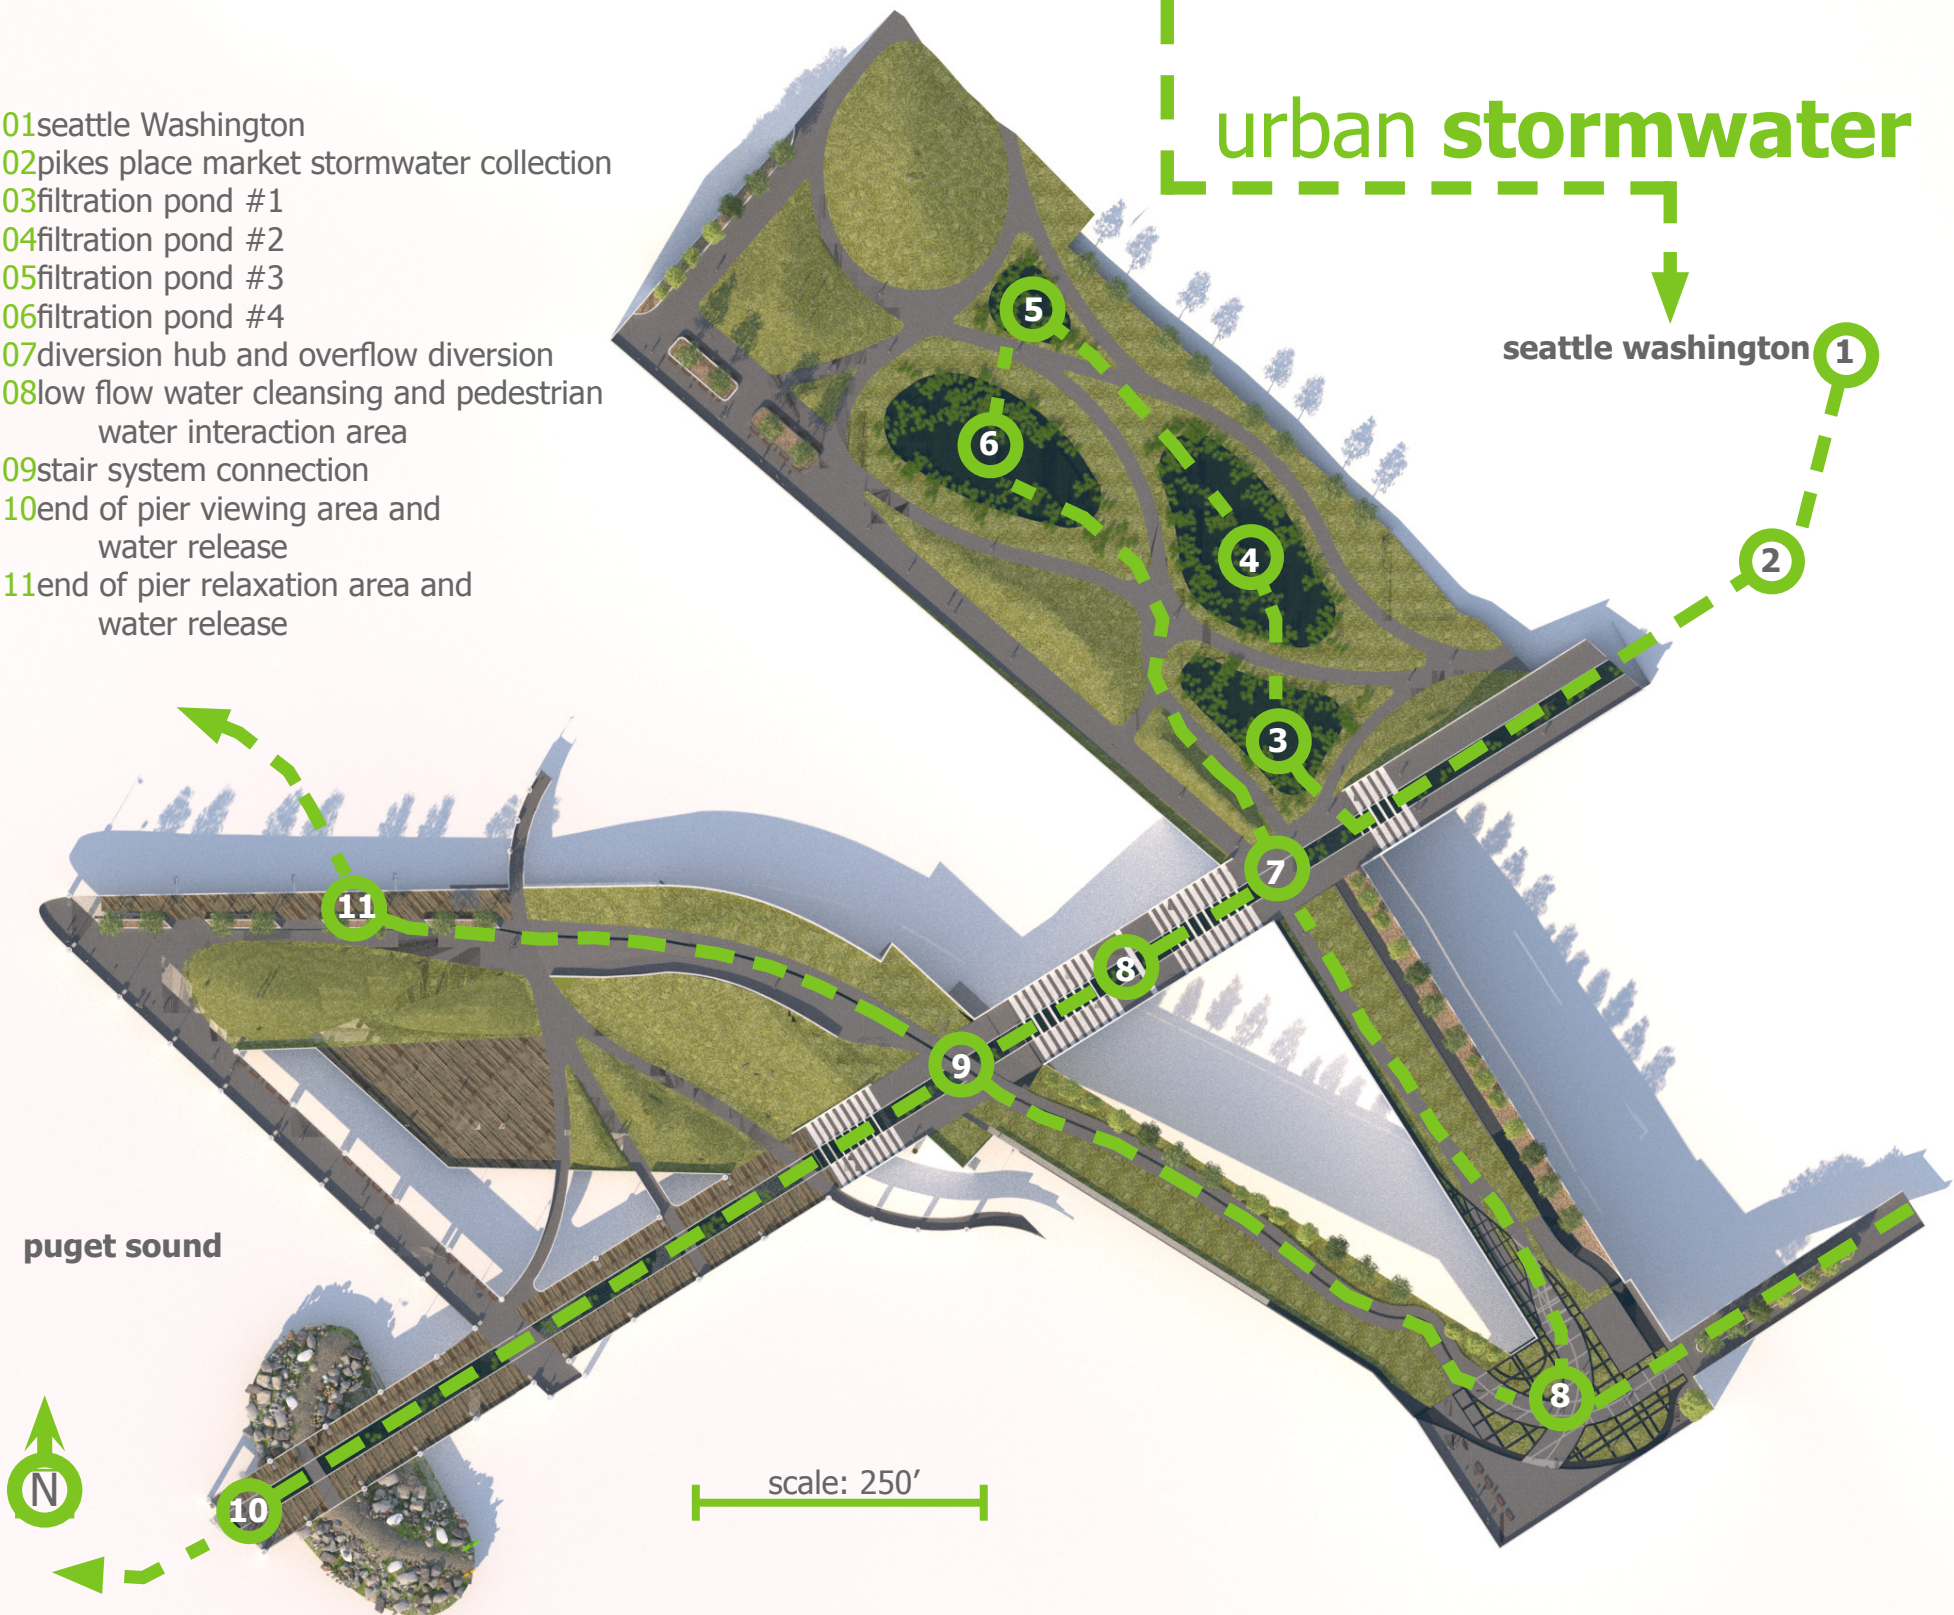 urban stormwater
01seattle Washington
02pikes place market stormwater collection
03filtration pond #1
04filtration pond #2
05filtration pond #3
06filtration pond #4
07diversion hub and overflow diversion
08low flow water cleansing and pedestrian
water interaction area
09stair system connection
10end of pier viewing area and
water release
11end of pier relaxation area and
water release
seattle washington
1
2
5
6
4
3
7
8
9
11
8
10
puget sound
N
scale: 250’